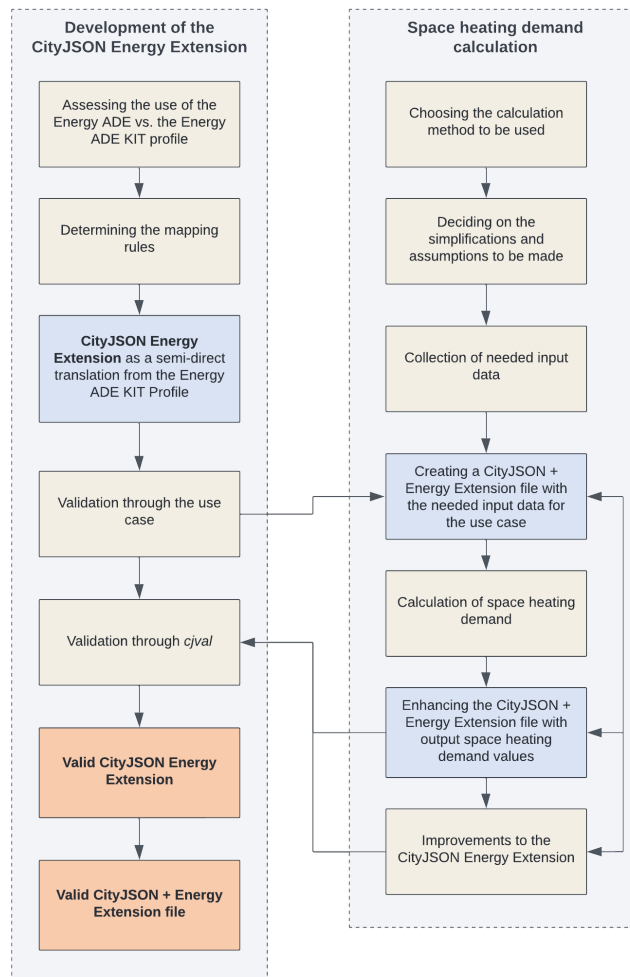 Development of the
CityJSON Energy Extension
Assessing the use of the
Energy ADE vs. the Energy
ADE KIT profile
Determining the mapping
rules
CityJSON Energy
Extension as a semi-direct
translation from the Energy
ADE KIT Profile
Validation through the use
case
Validation through cjval
Valid CityJSON Energy
Extension
Valid CityJSON + Energy
Extension file
Space heating demand
calculation
Choosing the calculation
method to be used
Deciding on the
simplifications and
assumptions to be made
Collection of needed input
data
Creating a CityJSON +
Energy Extension file with
the needed input data for
the use case
Calculation of space heating
demand
Enhancing the CityJSON +
Energy Extension file with
output space heating
demand values
Improvements to the
CityJSON Energy Extension